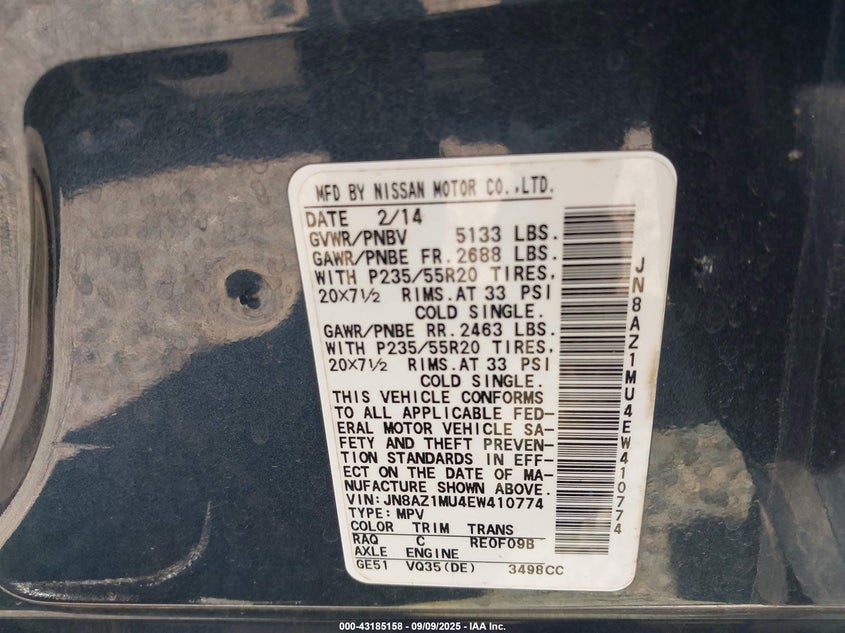 MFD BY NISSAN MOTOR CO.,LTD.
DATE 2/14
GVWR/PNBV 5133 LBS.
GAWR/PNBE FR. 2688 LBS.
WITH P235/55R20 TIRES,
20X7½ RIMS.AT 33 PSI
COLD SINGLE.
GAWR/PNBE RR. 2463 LBS.
WITH P235/55R20 TIRES,
20X7½ RIMS.AT 33 PSI
COLD SINGLE.
THIS VEHICLE CONFORMS
TO ALL APPLICABLE FED-
ERAL MOTOR VEHICLE SA-
FETY AND THEFT PREVEN-
TION STANDARDS IN EFF-
ECT ON THE DATE OF MA-
NUFACTURE SHOWN ABOVE.
VIN: JN8AZ1MU4EW410774
TYPE: MPV
COLOR TRIM TRANS
RAQ C RE0F09B
AXLE ENGINE
GE51 VQ35(DE) 3498CC
JN8AZ1MU4EW410774
000-43185158 - 09/09/2025 - IAA Inc.